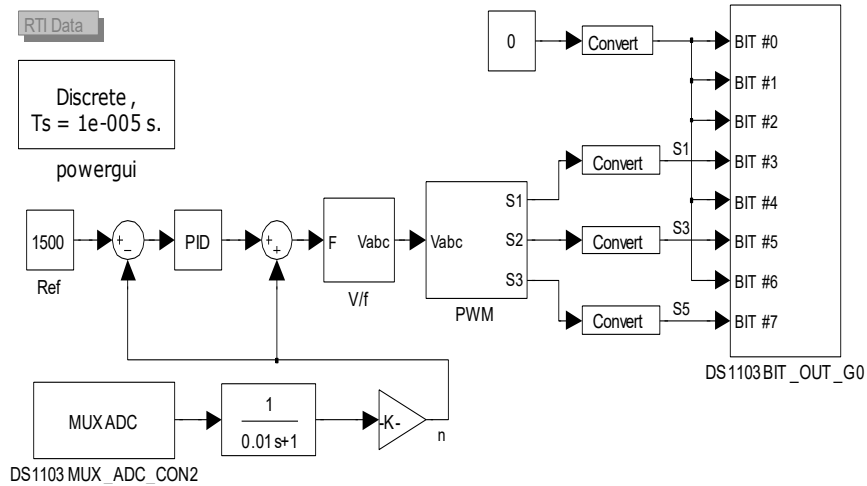 RTI Data
Discrete ,
Ts = 1e-005 s.
powergui
0
Convert
BIT #0
BIT #1
BIT #2
Convert
S1
BIT #3
BIT #4
Convert
S3
BIT #5
BIT #6
Convert
S5
BIT #7
DS1103 BIT _OUT _G0
1500
Ref
+
−
PID
+
+
F
Vabc
V/f
Vabc
S1
S2
S3
PWM
MUX ADC
DS1103 MUX _ADC_CON2
1
0.01s+1
-K-
n